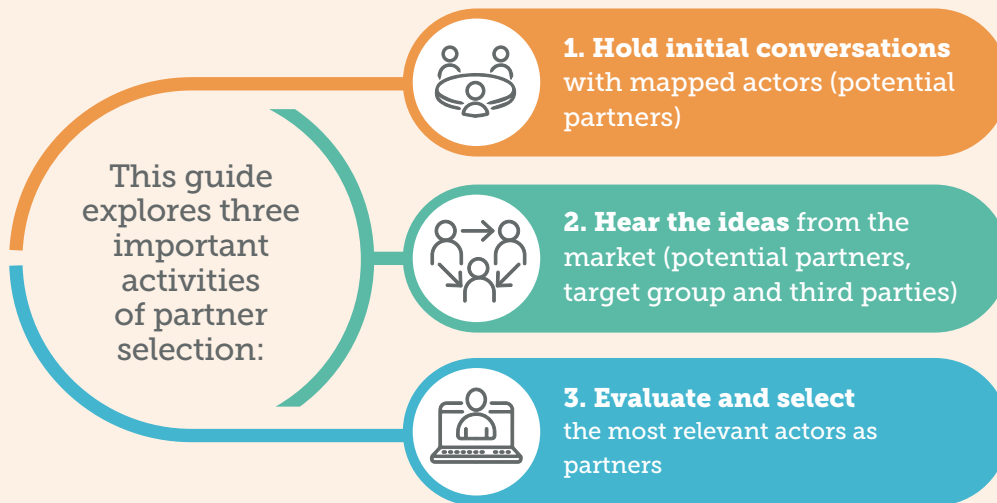 This guide
explores three
important
activities
of partner
selection:
1. Hold initial conversations
with mapped actors (potential
partners)
2. Hear the ideas from the
market (potential partners,
target group and third parties)
3. Evaluate and select
the most relevant actors as
partners